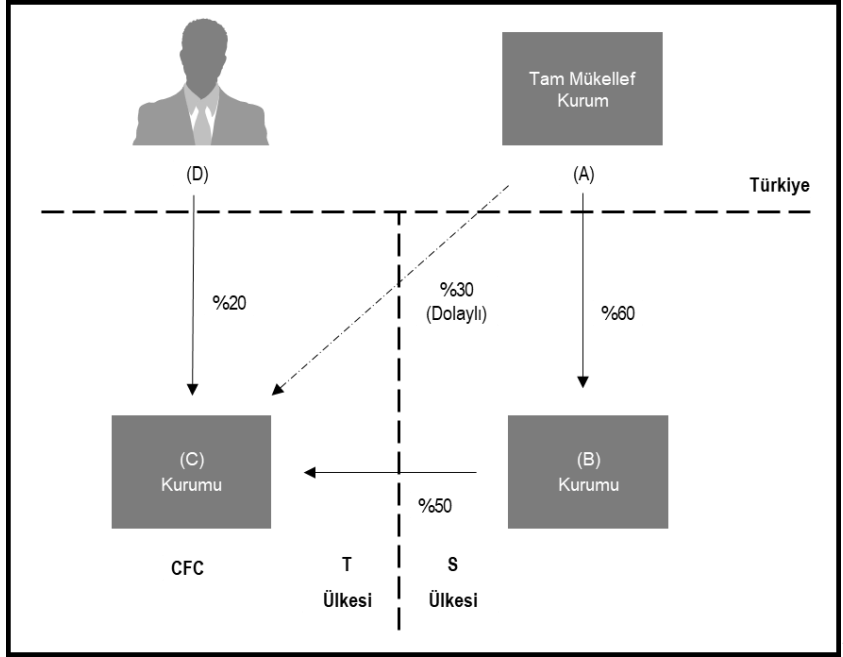 Tam Mükellef
Kurum
(D)
(A)
Türkiye
%20
%30
(Dolaylı)
%60
(C)
Kurumu
(B)
Kurumu
%50
CFC
T
Ülkesi
S
Ülkesi